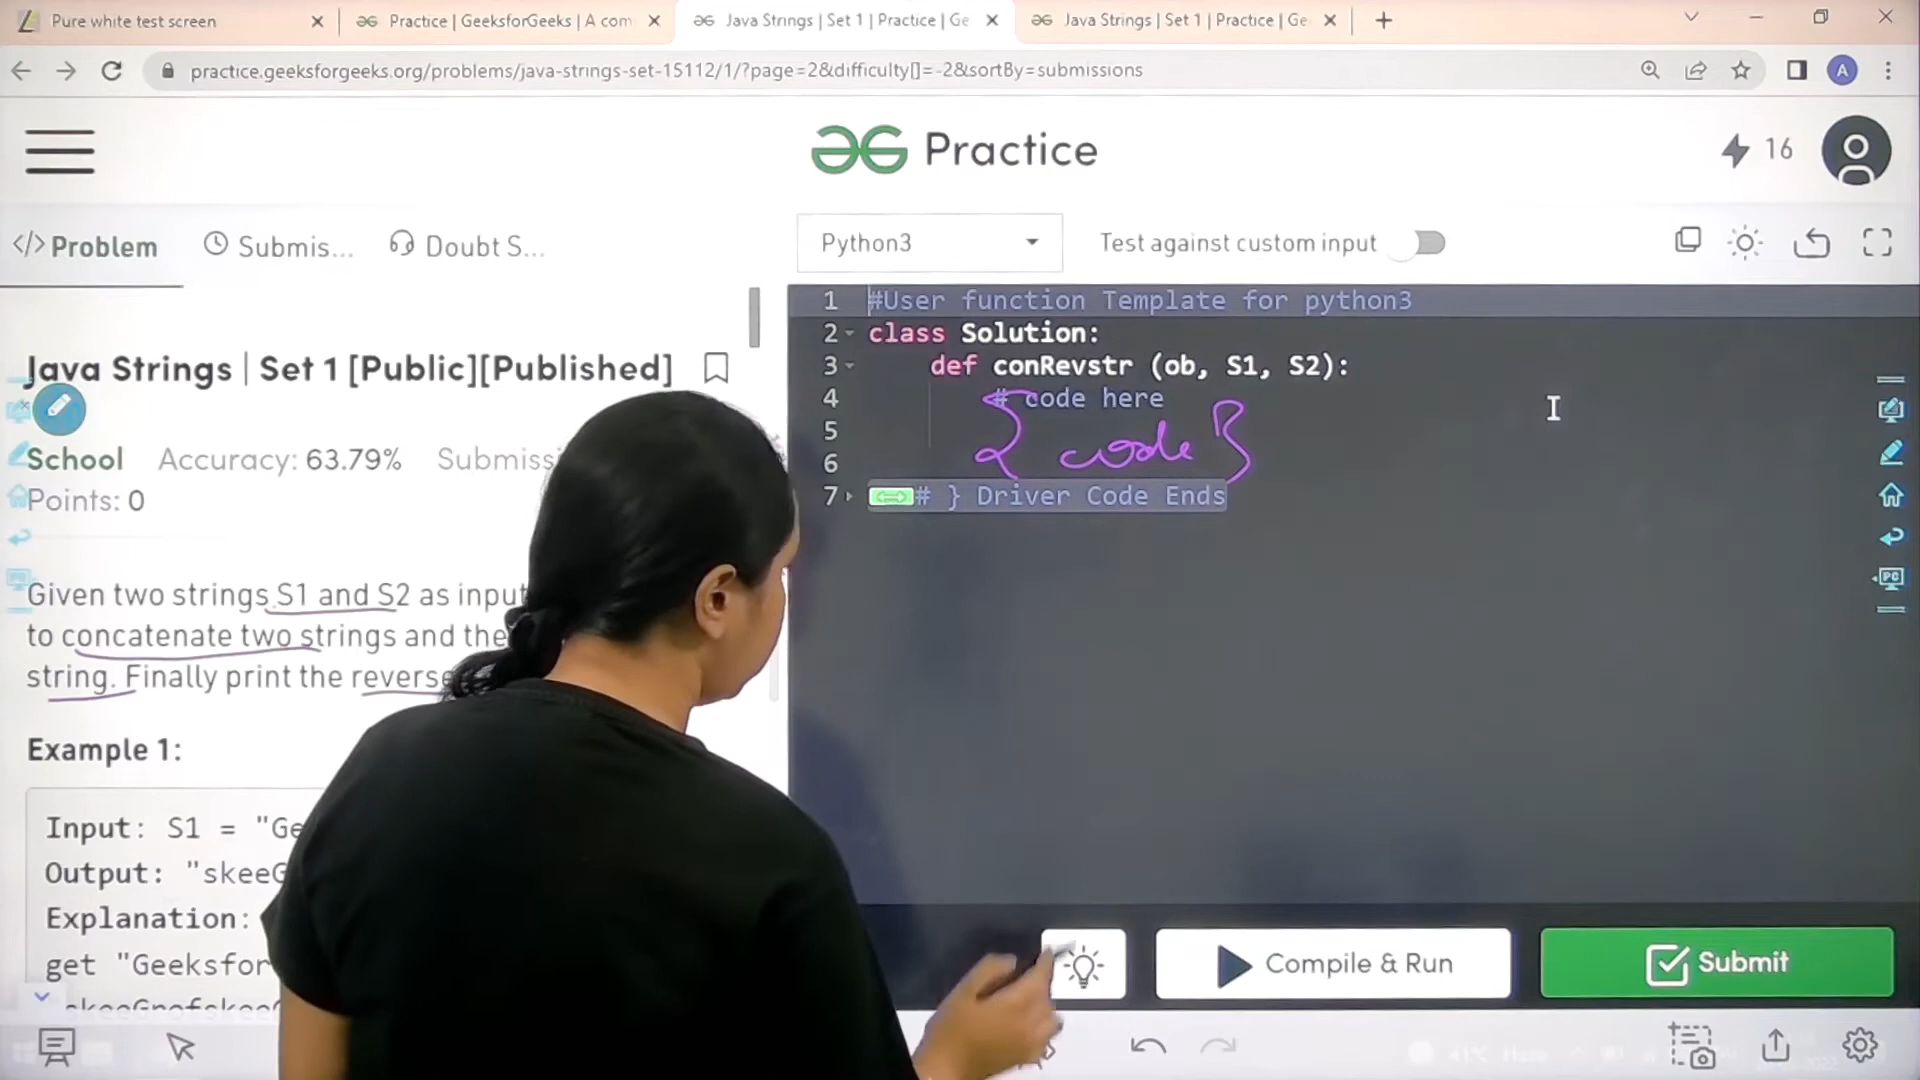 Pure white test screen
Practice | GeeksforGeeks | A com
Java Strings | Set 1 | Practice | Ge
Java Strings | Set 1 | Practice | Ge
practice.geeksforgeeks.org/problems/java-strings-set-15112/1/?page=2&difficulty[]=-2&sortBy=submissions
A
Practice
16
</> Problem
Submis...
Doubt S...
Python3
Test against custom input
Java Strings | Set 1 [Public][Published]
School Accuracy: 63.79% Submissi
Points: 0
Given two strings S1 and S2 as input
to concatenate two strings and the
string. Finally print the reverse
Example 1:
Input: S1 = "Ge
Output: "skeeG
Explanation:
get "Geeksfor
skeeGrofskeeG
1 #User function Template for python3
2 class Solution:
3 def conRevstr (ob, S1, S2):
4 # code here
5
6
{ code }
7 # } Driver Code Ends
Compile & Run
Submit
PC
PC